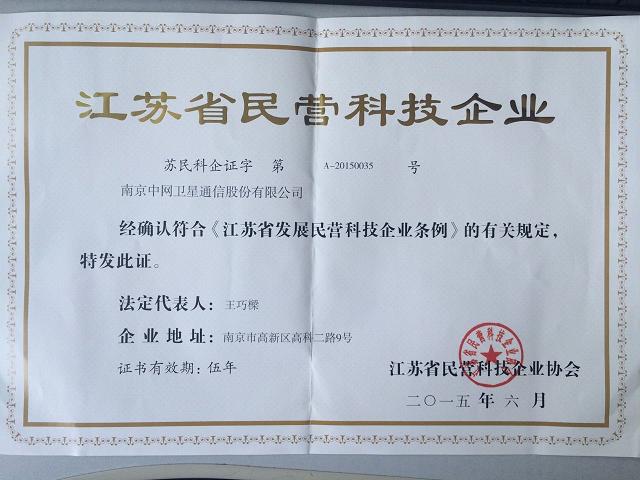 江苏省民营科技企业
苏民科企证字 第 A-20150035 号
南京中网卫星通信股份有限公司
经确认符合《江苏省发展民营科技企业条例》的有关规定，
特发此证。
法定代表人：王巧樑
企业地址：南京市高新区高科二路9号
证书有效期：伍年
江苏省民营科技企业协会
二〇一五年六月